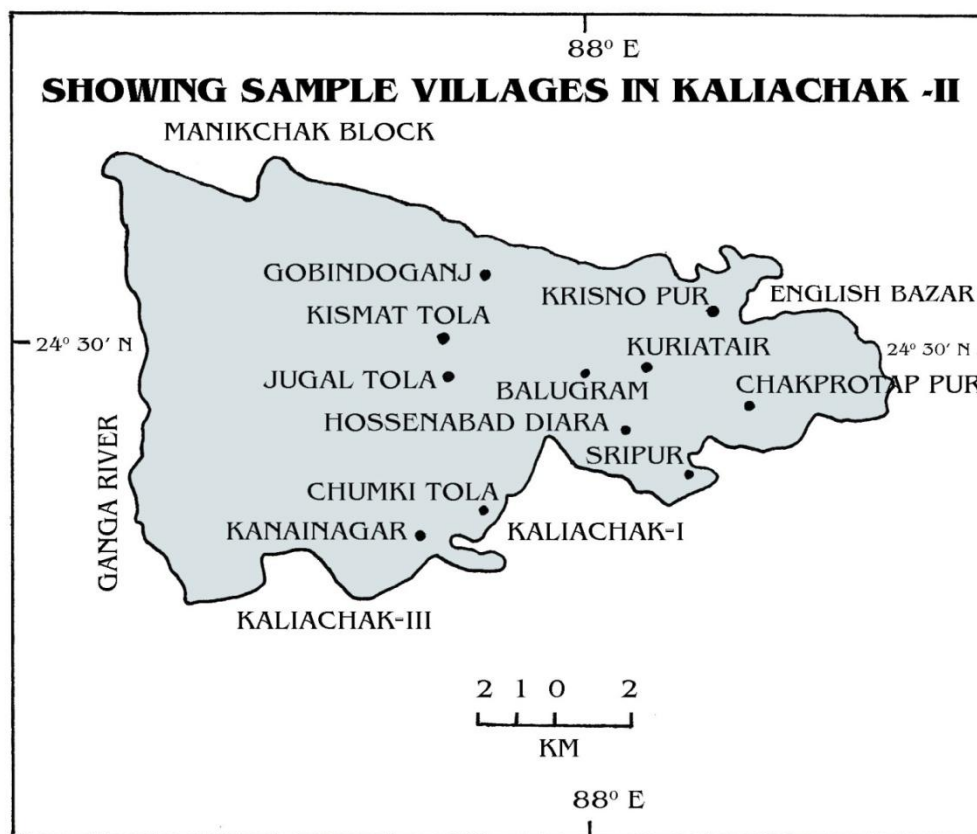 88° E
SHOWING SAMPLE VILLAGES IN KALIACHAK -II
MANIKCHAK BLOCK
GOBINDOGANJ
KRISNO PUR
ENGLISH BAZAR
KISMAT TOLA
24° 30' N
KURIATAIR
24° 30' N
JUGAL TOLA
BALUGRAM
CHAKPROTAP PUR
HOSSENABAD DIARA
SRIPUR
GANGA RIVER
CHUMKI TOLA
KANAINAGAR
KALIACHAK-I
KALIACHAK-III
2 1 0 2
KM
88° E